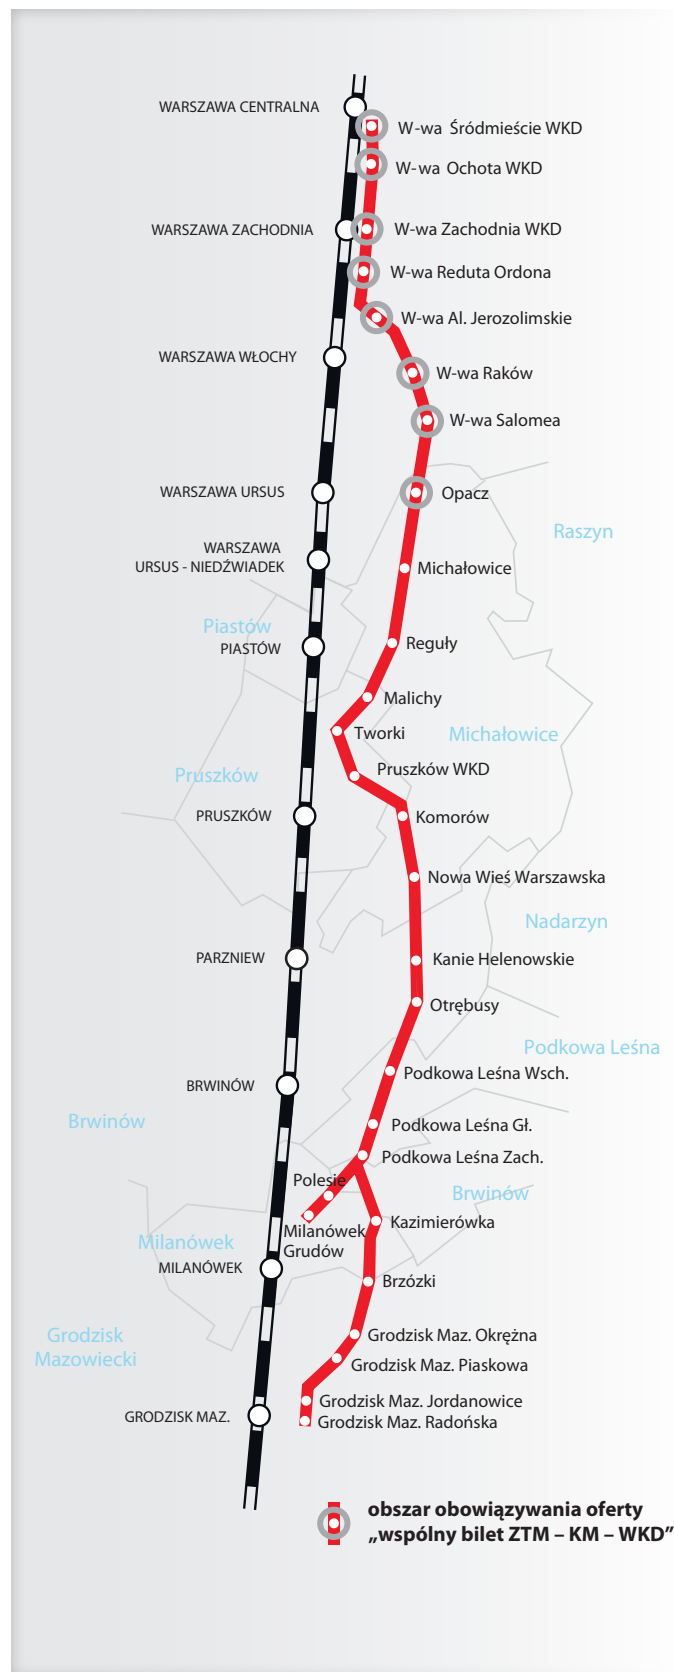 WARSZAWA CENTRALNA
W-wa Śródmieście WKD
W-wa Ochota WKD
WARSZAWA ZACHODNIA
W-wa Zachodnia WKD
W-wa Reduta Ordona
W-wa Al. Jerozolimskie
WARSZAWA WŁOCHY
W-wa Raków
W-wa Salomea
WARSZAWA URSUS
Opacz
Raszyn
WARSZAWA
URSUS - NIEDŹWIADEK
Michałowice
Piastów
PIASTÓW
Reguły
Malichy
Tworki
Michałowice
Pruszków WKD
Pruszków
PRUSZKÓW
Komorów
Nowa Wieś Warszawska
Nadarzyn
PARZNIEW
Kanie Helenowskie
Otrębusy
Podkowa Leśna
Podkowa Leśna Wsch.
BRWINÓW
Brwinów
Podkowa Leśna Gł.
Podkowa Leśna Zach.
Polesie
Brwinów
Kazimierówka
Milanówek
Grudów
Milanówek
MILANÓWEK
Brzózki
Grodzisk
Mazowiecki
Grodzisk Maz. Okrężna
Grodzisk Maz. Piaskowa
Grodzisk Maz. Jordanowice
GRODZISK MAZ.
Grodzisk Maz. Radońska
obszar obowiązywania oferty
„wspólny bilet ZTM – KM – WKD”